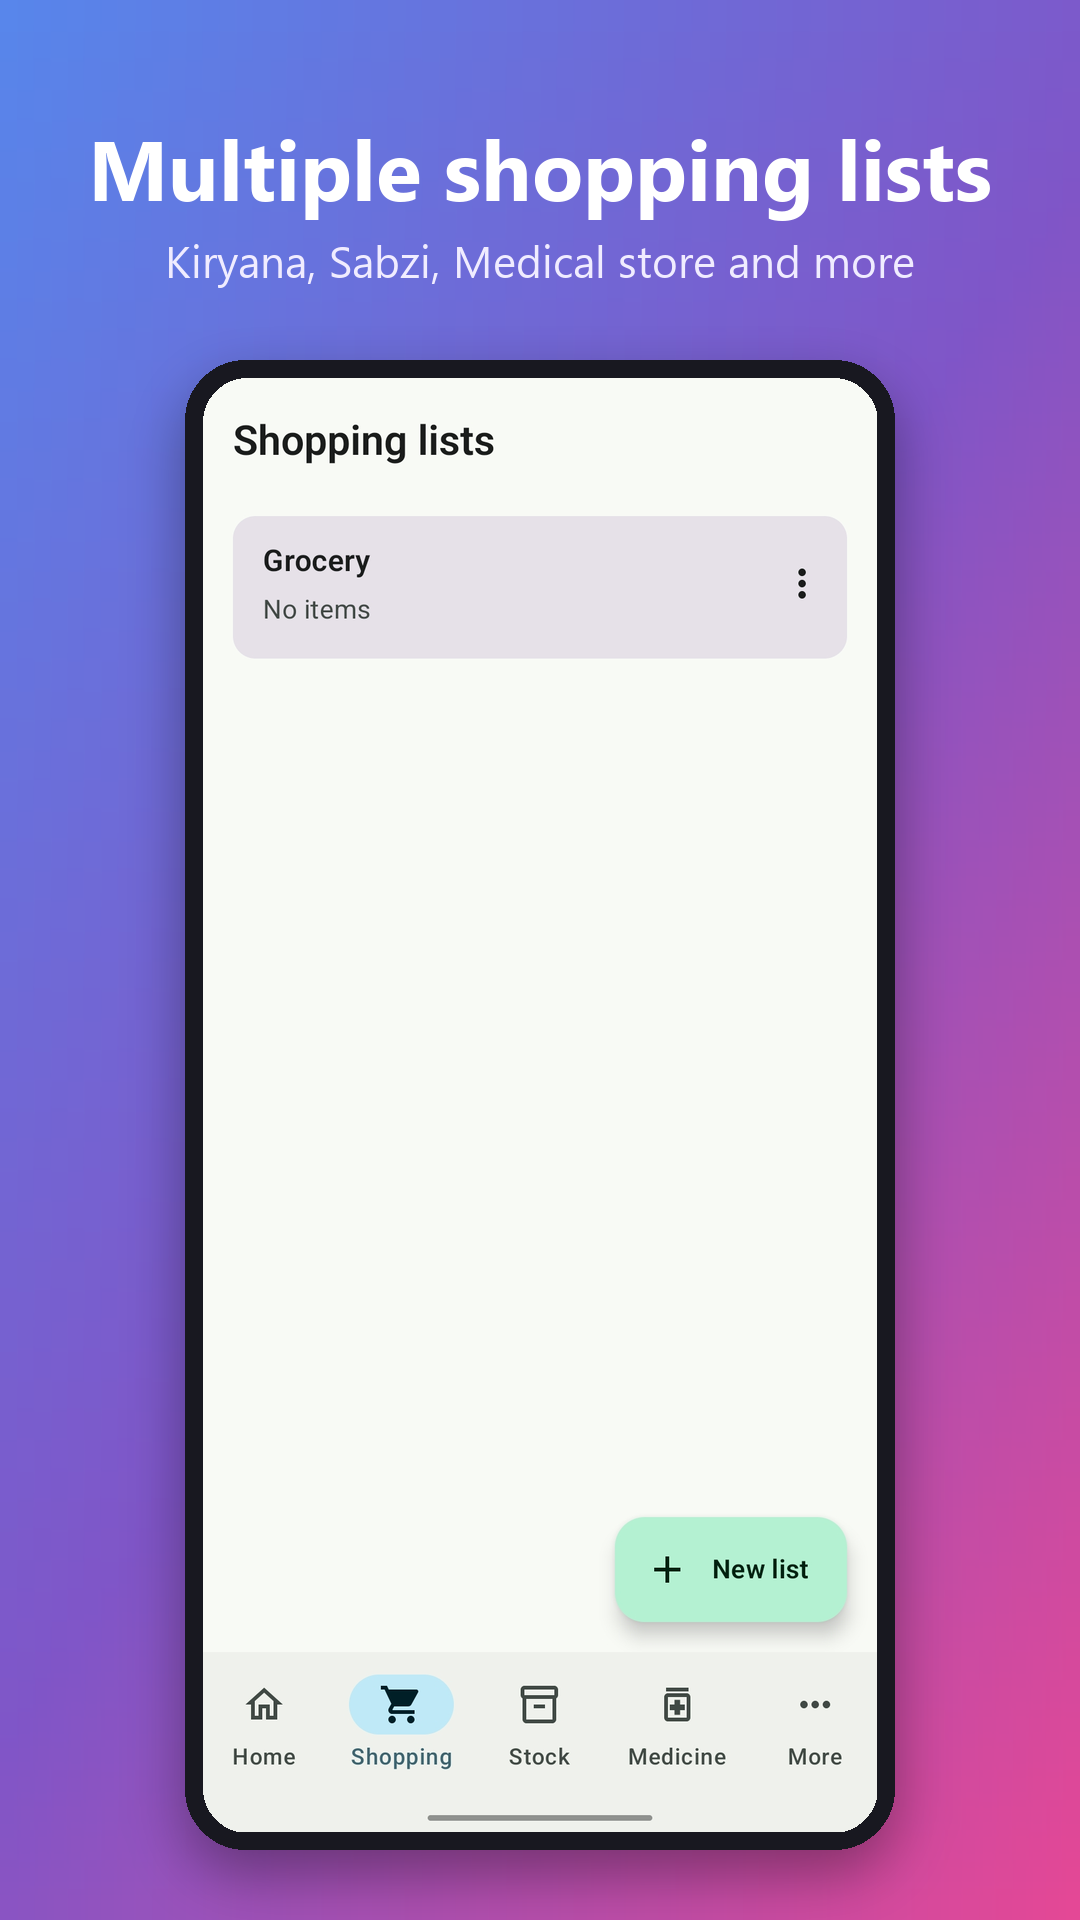 Multiple shopping lists
Kiryana, Sabzi, Medical store and more
Shopping lists
Grocery
No items
New list
Home
Shopping
Stock
Medicine
More